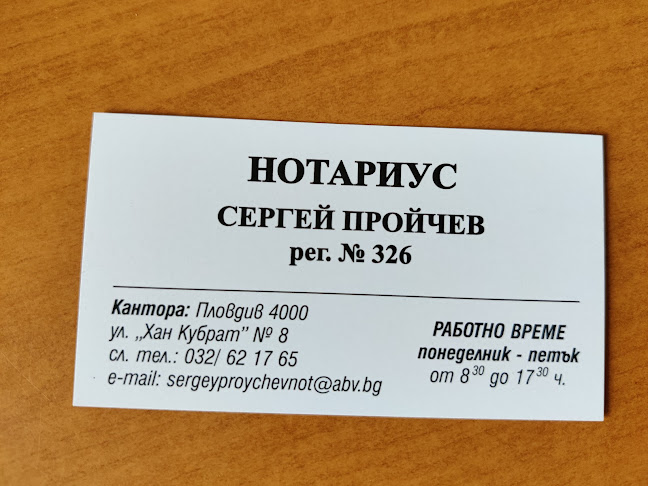 НОТАРИУС
СЕРГЕЙ ПРОЙЧЕВ
рег. № 326
Кантора: Пловдив 4000
ул. „Хан Кубрат” № 8
сл. тел.: 032/ 62 17 65
e-mail: sergeyproychevnot@abv.bg
РАБОТНО ВРЕМЕ
понеделник - петък
от 8³⁰ до 17³⁰ ч.